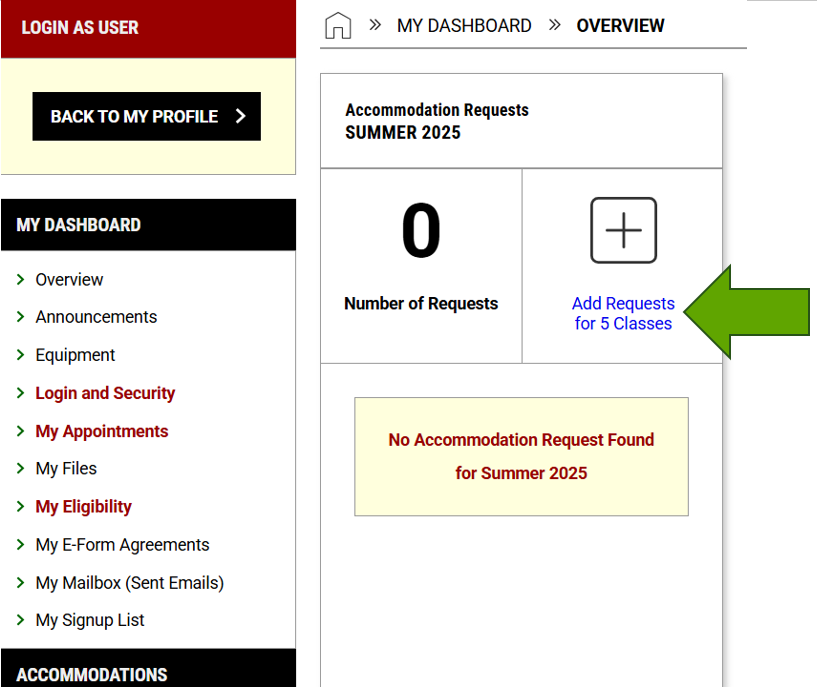 LOGIN AS USER
BACK TO MY PROFILE
MY DASHBOARD
Overview
Announcements
Equipment
Login and Security
My Appointments
My Files
My Eligibility
My E-Form Agreements
My Mailbox (Sent Emails)
My Signup List
ACCOMMODATIONS
MY DASHBOARD » OVERVIEW
Accommodation Requests
SUMMER 2025
0
Number of Requests
Add Requests
for 5 Classes
No Accommodation Request Found
for Summer 2025